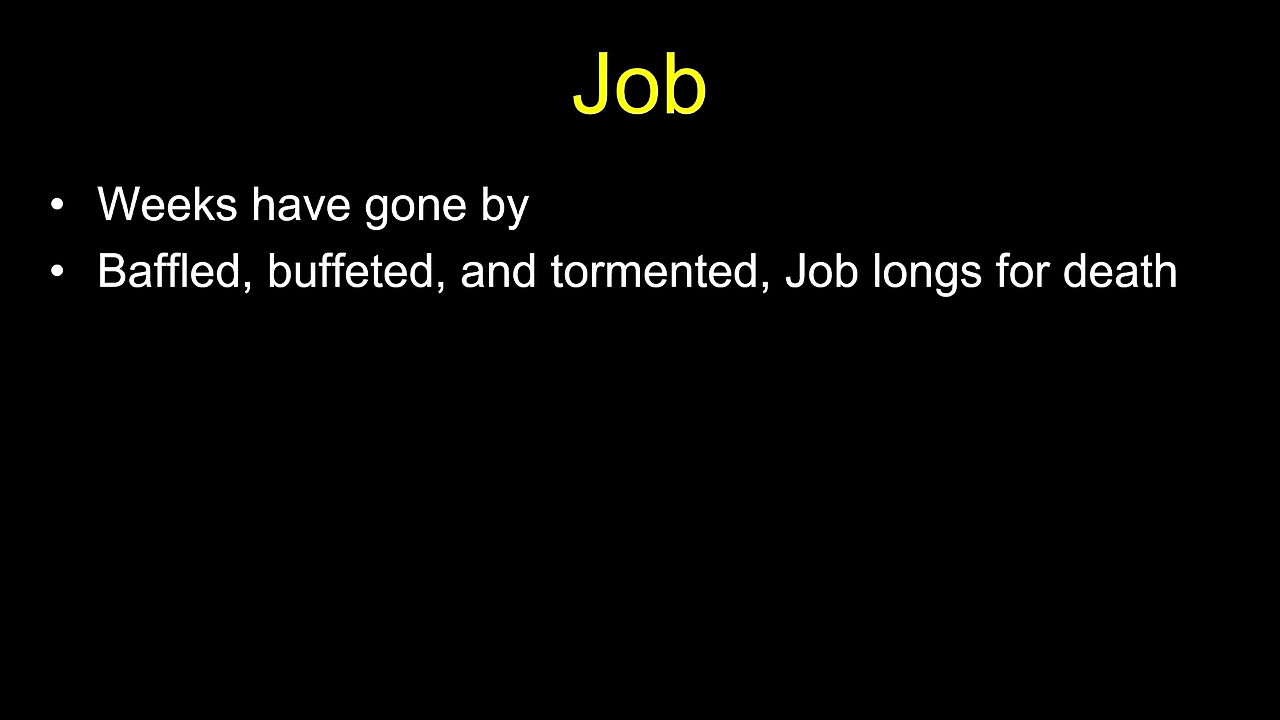 Job
• Weeks have gone by
• Baffled, buffeted, and tormented, Job longs for death